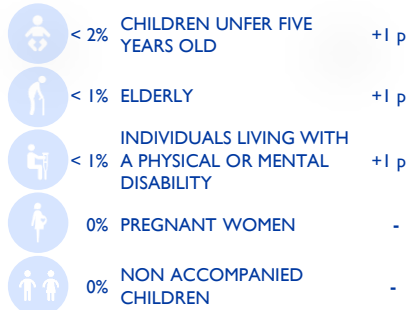 < 2% CHILDREN UNFER FIVE +1 p
YEARS OLD
< 1% ELDERLY +1 p
INDIVIDUALS LIVING WITH
< 1% A PHYSICAL OR MENTAL +1 p
DISABILITY
0% PREGNANT WOMEN -
NON ACCOMPANIED
0% CHILDREN -